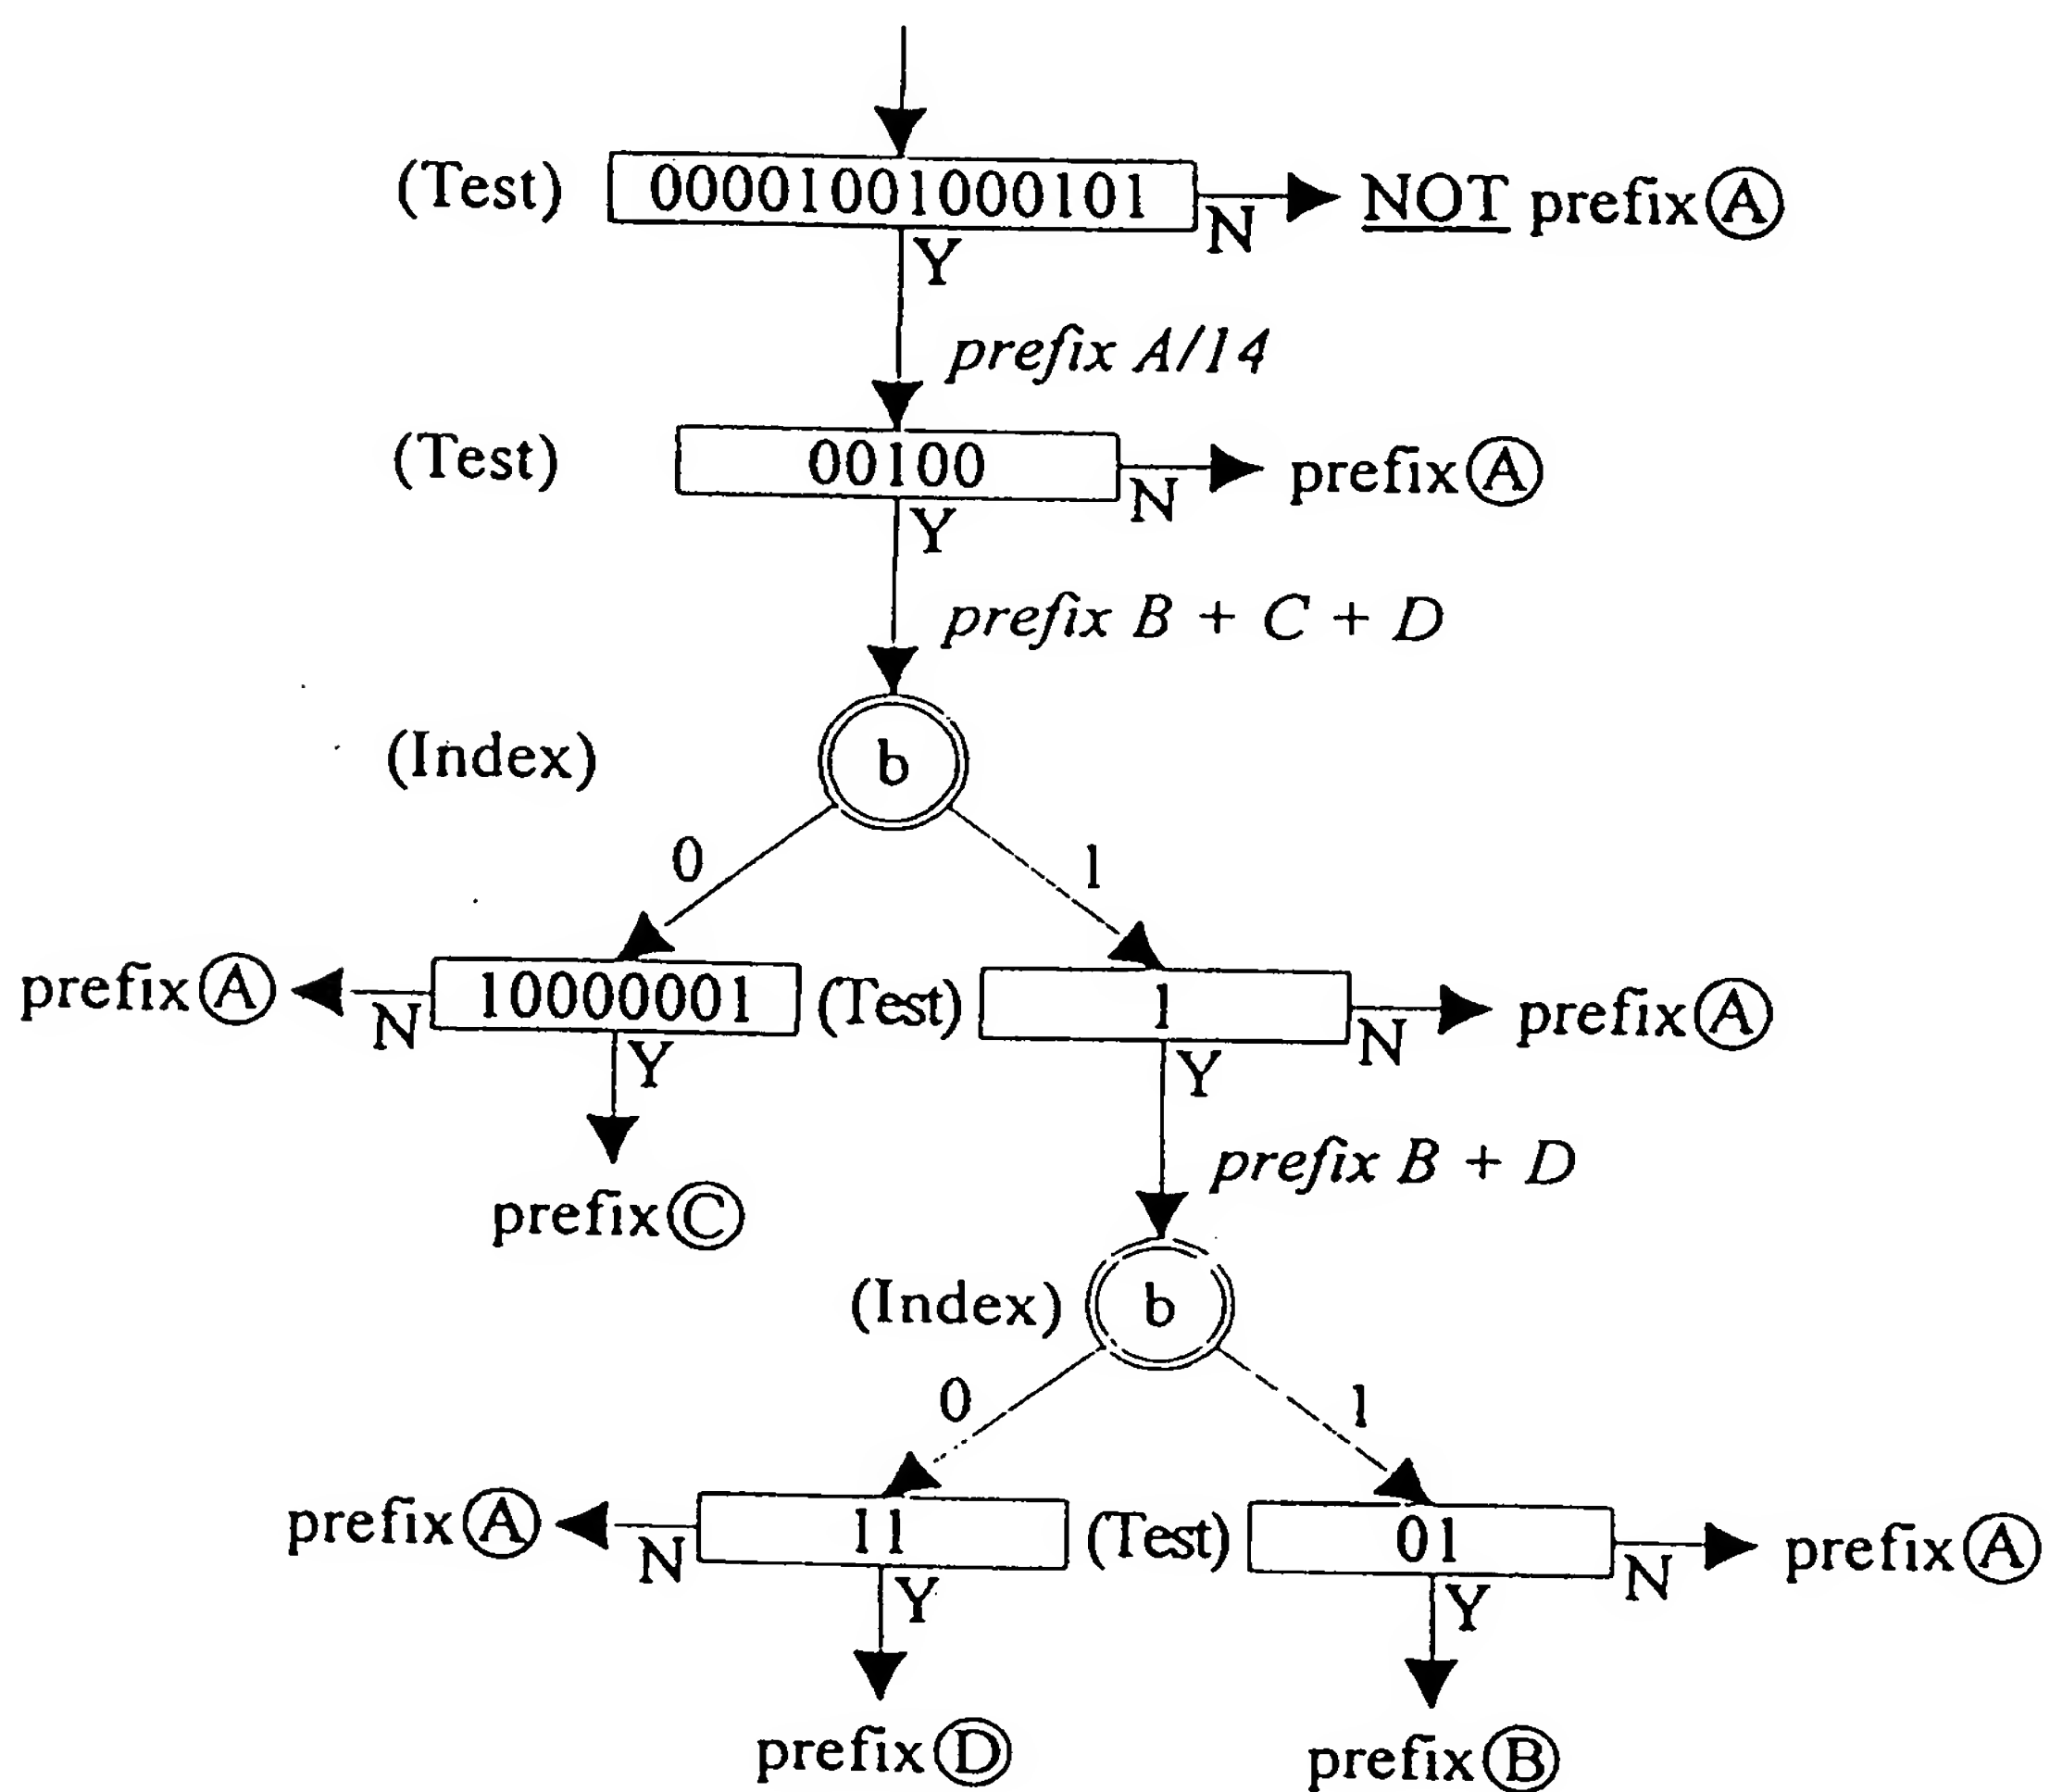 (Test) 00001001000101 N NOT prefix Ⓐ
Y
prefix A/14
(Test) 00100 N prefix Ⓐ
Y
prefix B + C + D
(Index) b
0 1
prefix Ⓐ N 10000001 (Test) 1 N prefix Ⓐ
Y Y
prefix B + D
prefix Ⓒ
(Index) b
0 1
prefix Ⓐ N 11 (Test) 01 N prefix Ⓐ
Y Y
prefix Ⓓ prefix Ⓑ